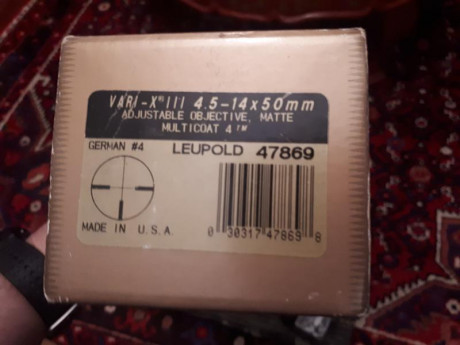 VARI-X® III 4.5-14x50mm
ADJUSTABLE OBJECTIVE, MATTE
MULTICOAT 4™
GERMAN #4
LEUPOLD 47869
MADE IN U.S.A.
0 30317 47869 8